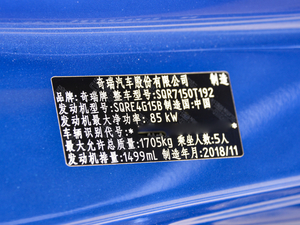 奇瑞汽车股份有限公司 制造
品牌:奇瑞牌 整车型号:SQR7150T192
发动机型号:SQRE4G15B 制造国:中国
发动机最大净功率: 85 kW
车辆识别代号:*
最大允许总质量:1705kg 乘坐人数:5人
发动机排量:1499mL 制造年月:2018/11